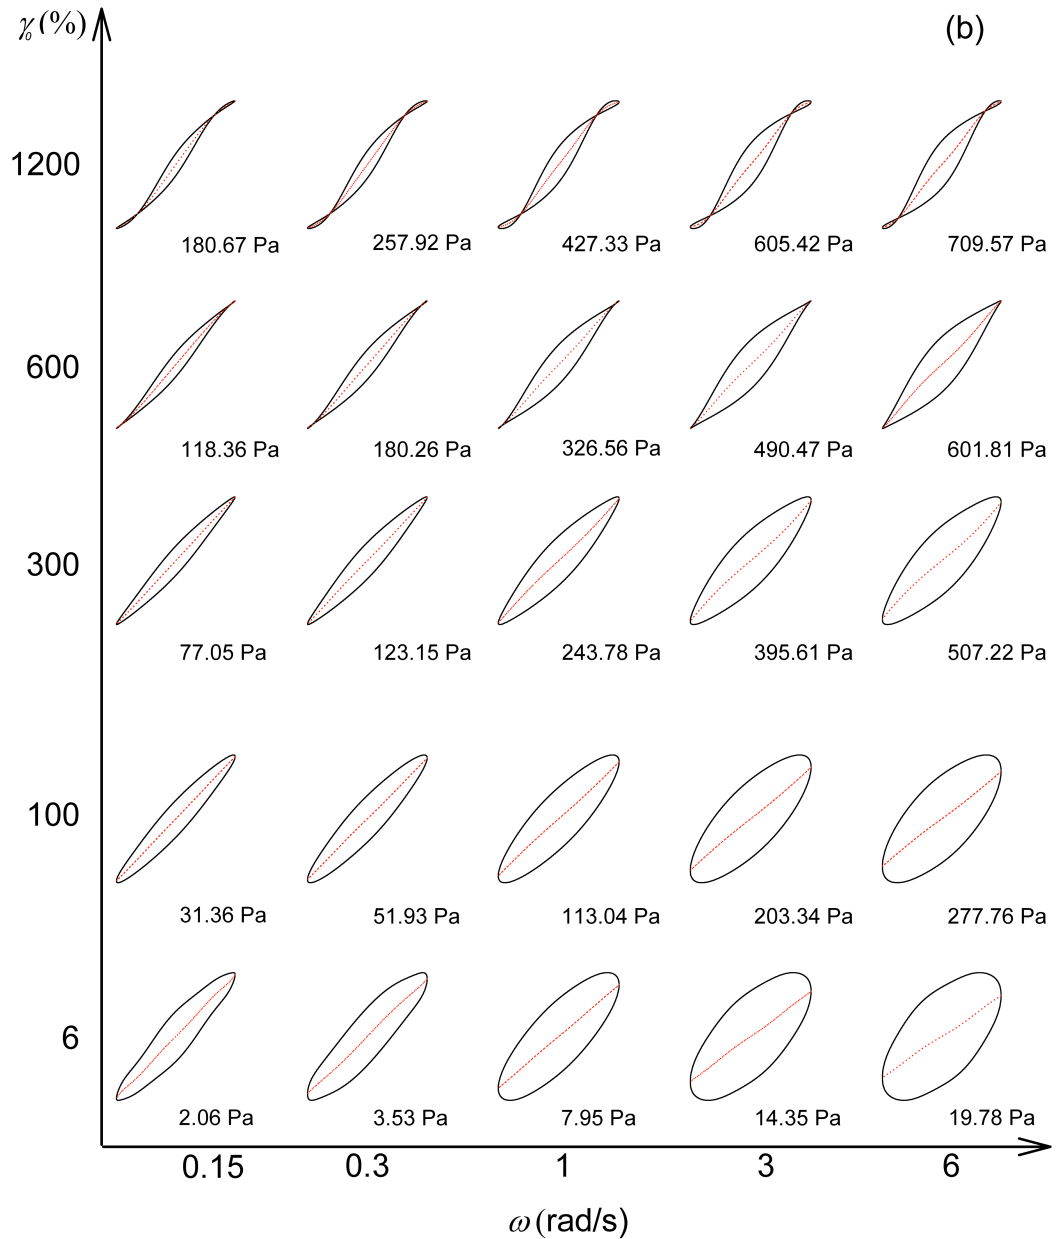 γ₀(%)
(b)
1200
180.67 Pa
257.92 Pa
427.33 Pa
605.42 Pa
709.57 Pa
600
118.36 Pa
180.26 Pa
326.56 Pa
490.47 Pa
601.81 Pa
300
77.05 Pa
123.15 Pa
243.78 Pa
395.61 Pa
507.22 Pa
100
31.36 Pa
51.93 Pa
113.04 Pa
203.34 Pa
277.76 Pa
6
2.06 Pa
3.53 Pa
7.95 Pa
14.35 Pa
19.78 Pa
0.15
0.3
1
3
6
ω(rad/s)